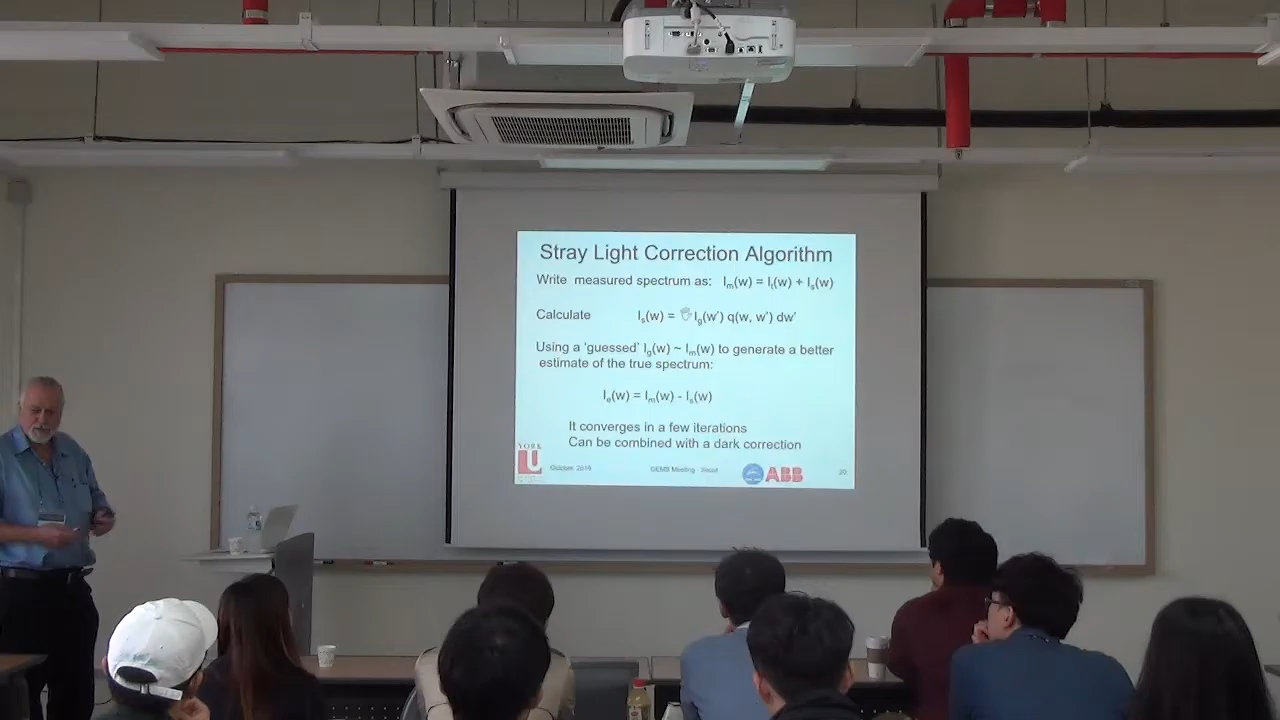 Stray Light Correction Algorithm
Write measured spectrum as: Im(w) = It(w) + Is(w)
Calculate Is(w) = Ig(w') q(w, w') dw'
Using a 'guessed' Ig(w) ~ Im(w) to generate a better
estimate of the true spectrum:
Ie(w) = Im(w) - Is(w)
It converges in a few iterations
Can be combined with a dark correction
YORK
U
October, 2016 GEMS Meeting - Seoul ABB 20